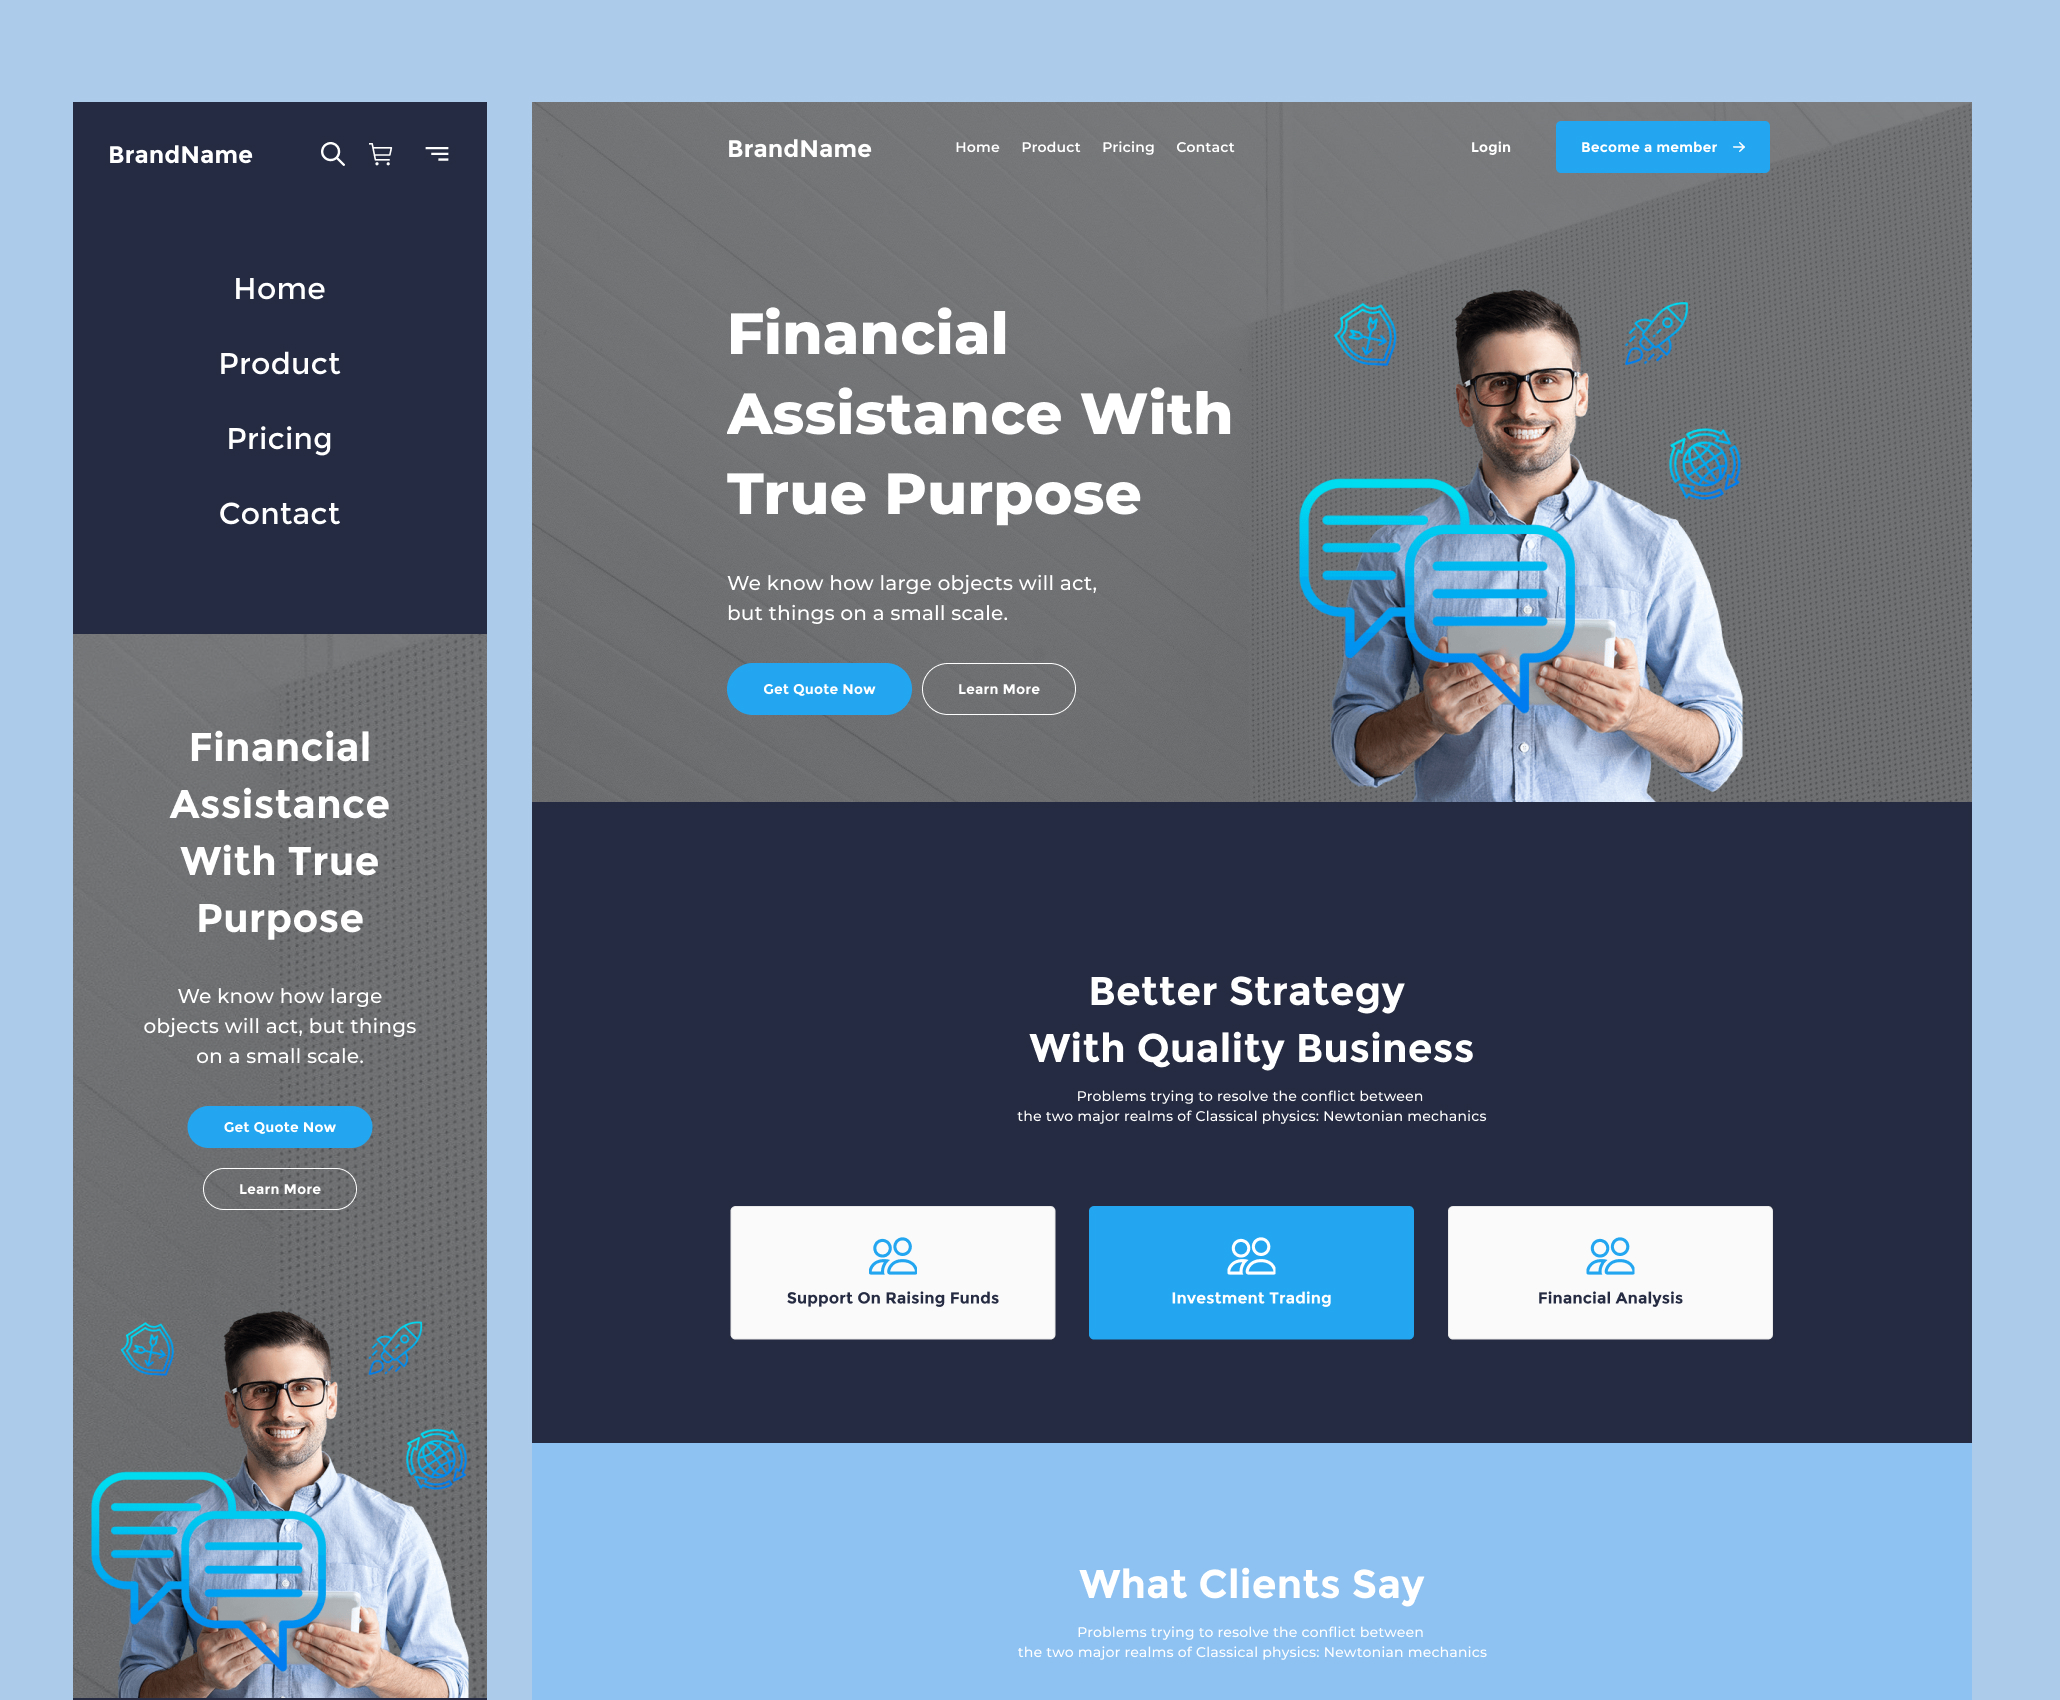 BrandName
Home
Product
Pricing
Contact
Financial
Assistance
With True
Purpose
We know how large
objects will act, but things
on a small scale.
Get Quote Now
Learn More
BrandName
Home Product Pricing Contact
Login
Become a member
Financial
Assistance With
True Purpose
We know how large objects will act,
but things on a small scale.
Get Quote Now
Learn More
Better Strategy
With Quality Business
Problems trying to resolve the conflict between
the two major realms of Classical physics: Newtonian mechanics
Support On Raising Funds
Investment Trading
Financial Analysis
What Clients Say
Problems trying to resolve the conflict between
the two major realms of Classical physics: Newtonian mechanics